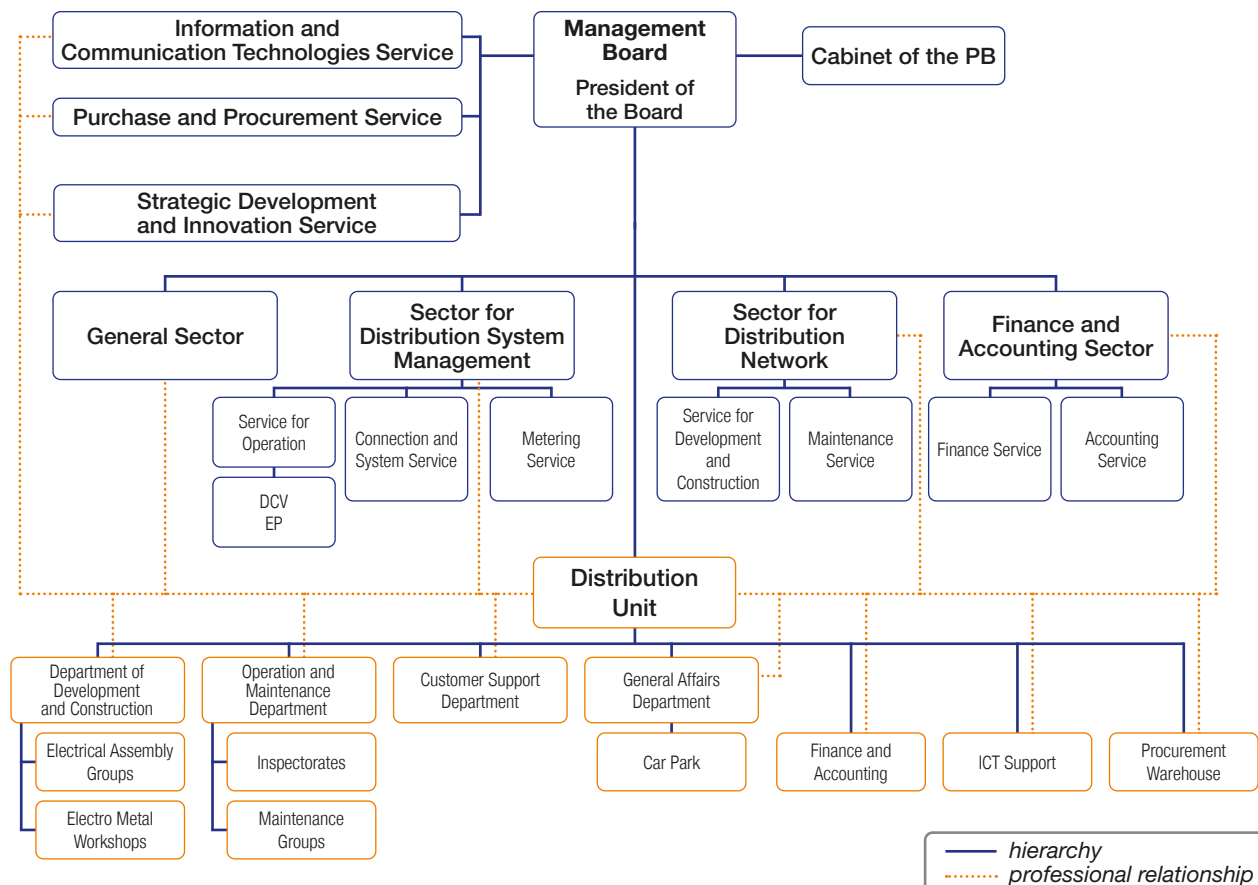 Information and
Communication Technologies Service
Management
Board
President of
the Board
Cabinet of the PB
Purchase and Procurement Service
Strategic Development
and Innovation Service
General Sector
Sector for
Distribution System
Management
Sector for
Distribution
Network
Finance and
Accounting Sector
Service for
Operation
Connection and
System Service
Metering
Service
Service for
Development
and
Construction
Maintenance
Service
Finance Service
Accounting
Service
DCV
EP
Distribution
Unit
Department of
Development
and Construction
Operation and
Maintenance
Department
Customer Support
Department
General Affairs
Department
Electrical Assembly
Groups
Inspectorates
Car Park
Finance and
Accounting
ICT Support
Procurement
Warehouse
Electro Metal
Workshops
Maintenance
Groups
hierarchy
professional relationship